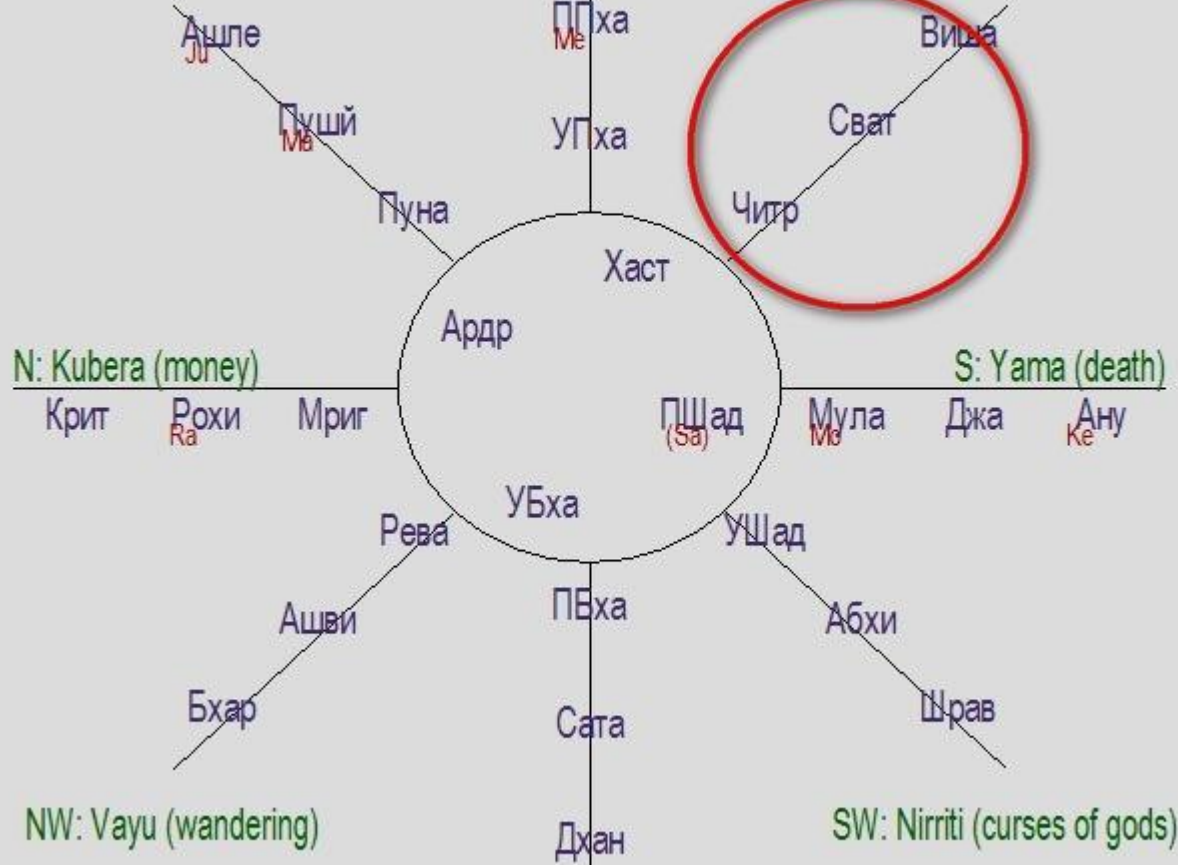 Ашле
Ju
ППха
Me
Виша
Пушй
Ma
УПха
Сват
Пуна
Читр
Хаст
Ардр
N: Kubera (money)
S: Yama (death)
Крит
Рохи
Ra
Мриг
ПШад
(Sa)
Мула
Mo
Джа
Ану
Ke
УБха
Рева
УШад
ПБха
Ашви
Абхи
Бхар
Шрав
Сата
NW: Vayu (wandering)
Дхан
SW: Nirriti (curses of gods)